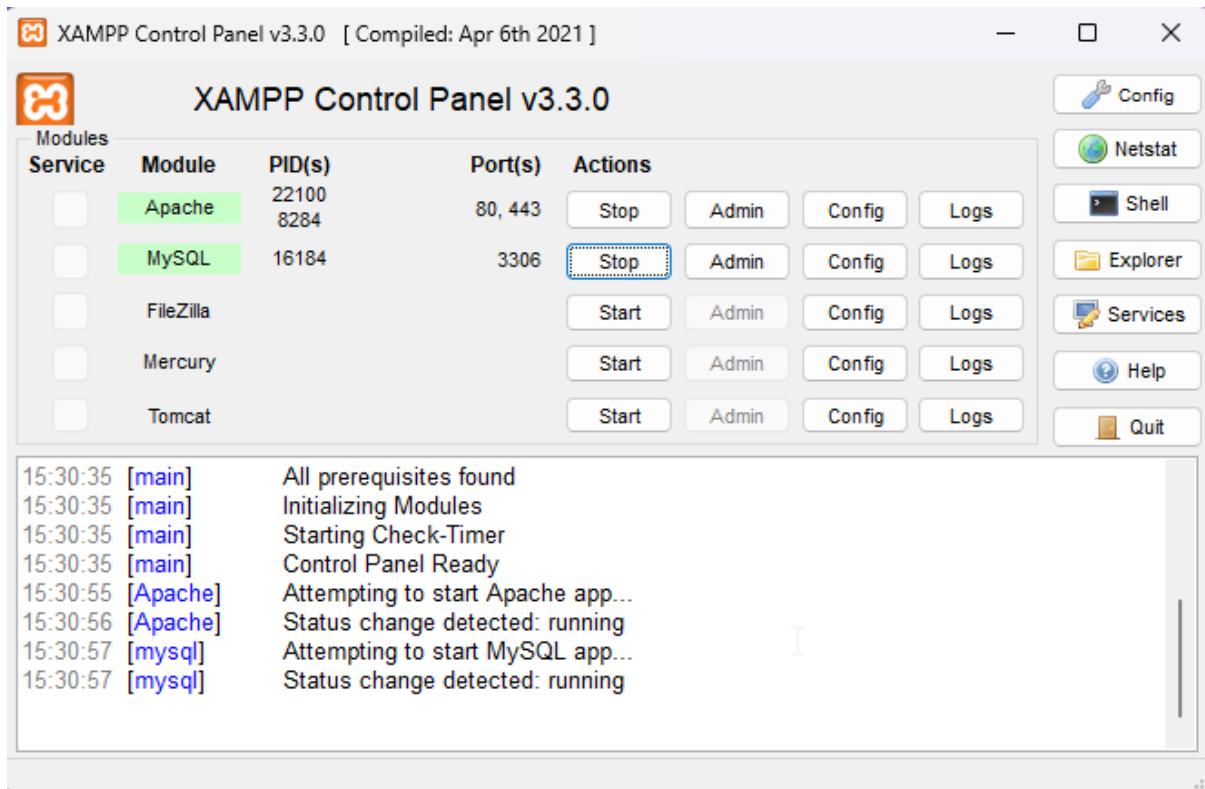 XAMPP Control Panel v3.3.0 [ Compiled: Apr 6th 2021 ]
XAMPP Control Panel v3.3.0
Config
Netstat
Shell
Explorer
Services
Help
Quit
Modules
Service Module PID(s) Port(s) Actions
Apache 22100 8284 80, 443 Stop Admin Config Logs
MySQL 16184 3306 Stop Admin Config Logs
FileZilla Start Admin Config Logs
Mercury Start Admin Config Logs
Tomcat Start Admin Config Logs
15:30:35 [main] All prerequisites found
15:30:35 [main] Initializing Modules
15:30:35 [main] Starting Check-Timer
15:30:35 [main] Control Panel Ready
15:30:55 [Apache] Attempting to start Apache app...
15:30:56 [Apache] Status change detected: running
15:30:57 [mysql] Attempting to start MySQL app...
15:30:57 [mysql] Status change detected: running